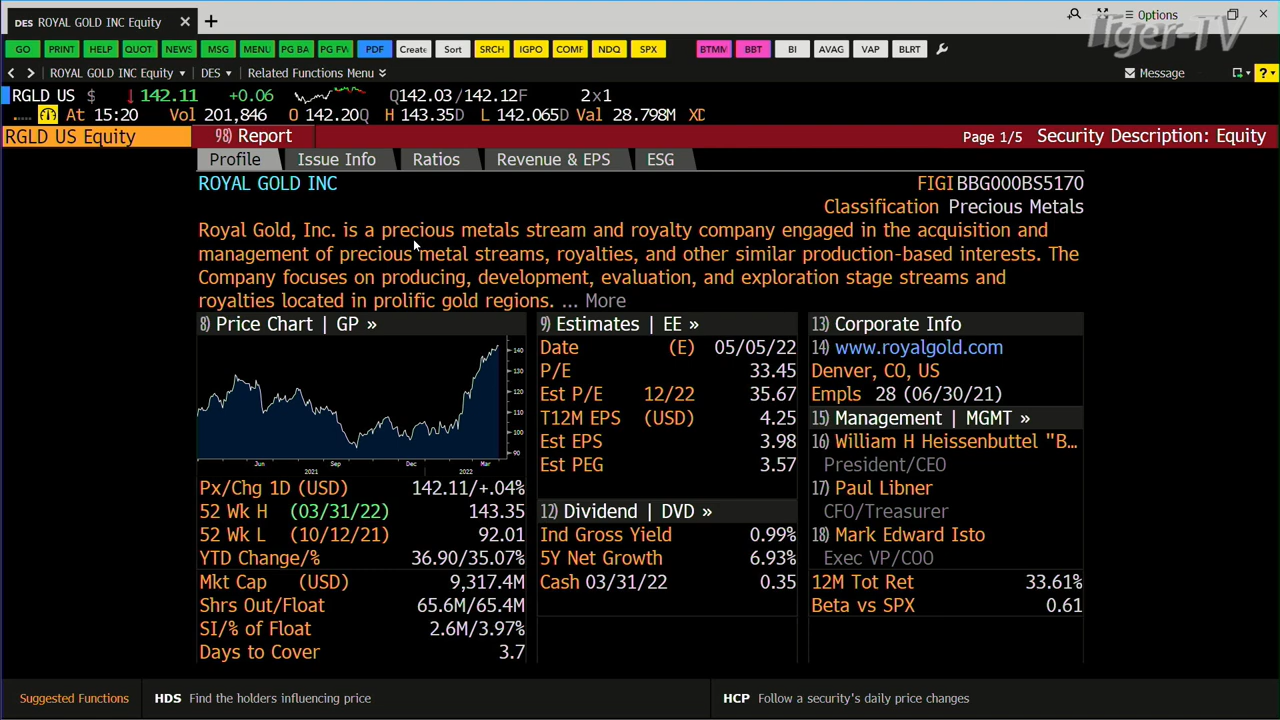 DES ROYAL GOLD INC Equity
Options
Tiger-TV
GO PRINT HELP QUOT NEWS MSG MENU PG BA PG FW PDF Create Sort SRCH IGPO COMF NDQ SPX BTMM BBT BI AVAG VAP BLRT
ROYAL GOLD INC Equity DES Related Functions Menu Message ?
RGLD US $ 142.11 +0.06 Q142.03/142.12F 2x1
At 15:20 Vol 201,846 O 142.20Q H 143.35D L 142.065D Val 28.798M XD
RGLD US Equity 98) Report Page 1/5 Security Description: Equity
Profile Issue Info Ratios Revenue & EPS ESG
ROYAL GOLD INC FIGI BBG000BS5170
Classification Precious Metals
Royal Gold, Inc. is a precious metals stream and royalty company engaged in the acquisition and
management of precious metal streams, royalties, and other similar production-based interests. The
Company focuses on producing, development, evaluation, and exploration stage streams and
royalties located in prolific gold regions. ... More
8) Price Chart | GP »
140
130
120
110
100
90
Jun Sep Dec Mar
2021 2022
Px/Chg 1D (USD) 142.11/+.04%
52 Wk H (03/31/22) 143.35
52 Wk L (10/12/21) 92.01
YTD Change/% 36.90/35.07%
Mkt Cap (USD) 9,317.4M
Shrs Out/Float 65.6M/65.4M
SI/% of Float 2.6M/3.97%
Days to Cover 3.7
9) Estimates | EE »
Date (E) 05/05/22
P/E 33.45
Est P/E 12/22 35.67
T12M EPS (USD) 4.25
Est EPS 3.98
Est PEG 3.57
12) Dividend | DVD »
Ind Gross Yield 0.99%
5Y Net Growth 6.93%
Cash 03/31/22 0.35
13) Corporate Info
14) www.royalgold.com
Denver, CO, US
Empls 28 (06/30/21)
15) Management | MGMT »
16) William H Heissenbuttel "B...
President/CEO
17) Paul Libner
CFO/Treasurer
18) Mark Edward Isto
Exec VP/COO
12M Tot Ret 33.61%
Beta vs SPX 0.61
Suggested Functions HDS Find the holders influencing price HCP Follow a security's daily price changes